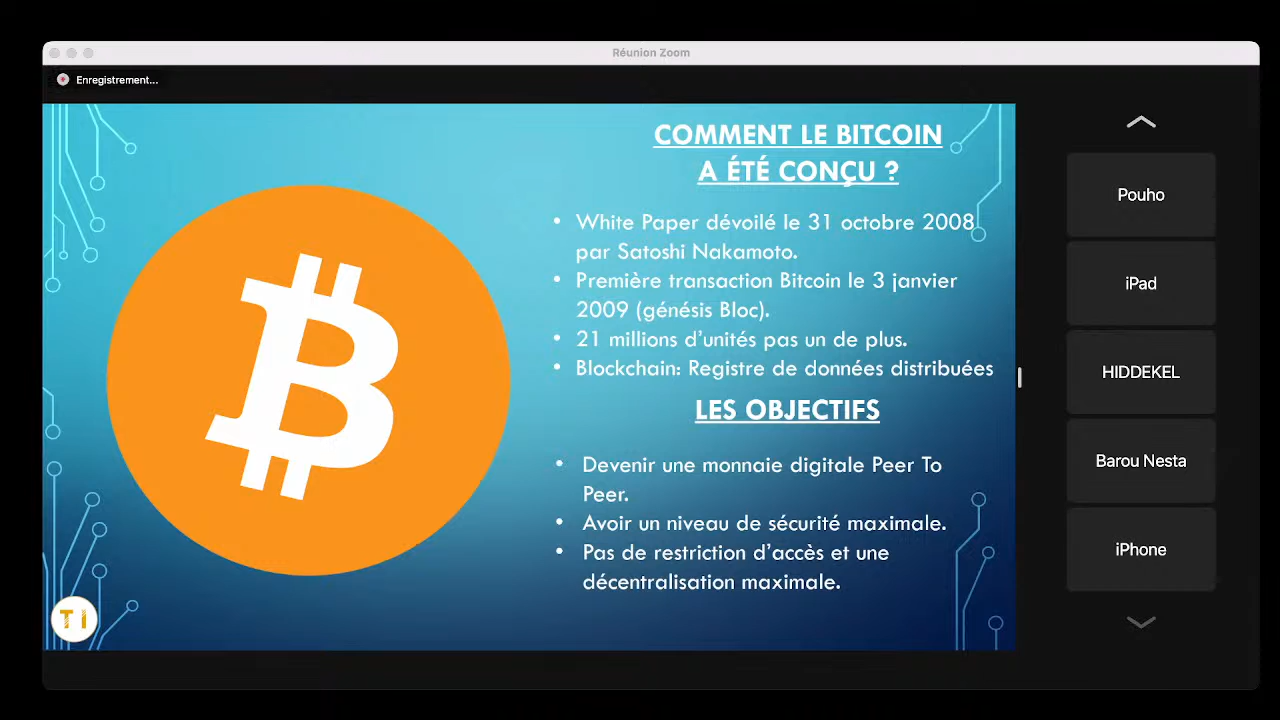 Réunion Zoom
Enregistrement...
COMMENT LE BITCOIN
A ÉTÉ CONÇU ?
• White Paper dévoilé le 31 octobre 2008
par Satoshi Nakamoto.
• Première transaction Bitcoin le 3 janvier
2009 (génésis Bloc).
• 21 millions d'unités pas un de plus.
• Blockchain: Registre de données distribuées
LES OBJECTIFS
• Devenir une monnaie digitale Peer To
Peer.
• Avoir un niveau de sécurité maximale.
• Pas de restriction d'accès et une
décentralisation maximale.
TI
Pouho
iPad
HIDDEKEL
Barou Nesta
iPhone